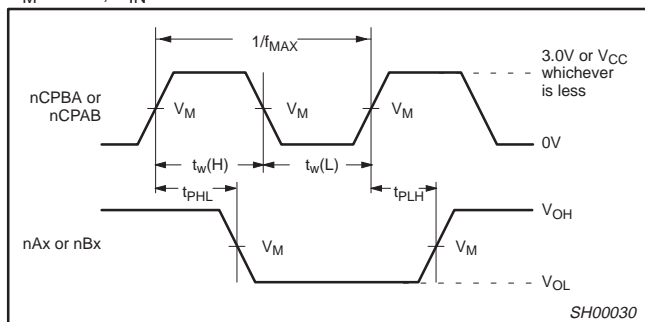 1/fMAX
3.0V or VCC
whichever
is less
nCPBA or
nCPAB
VM
VM
VM
0V
tw(H)
tw(L)
tPHL
tPLH
VOH
nAx or nBx
VM
VM
VOL
SH00030